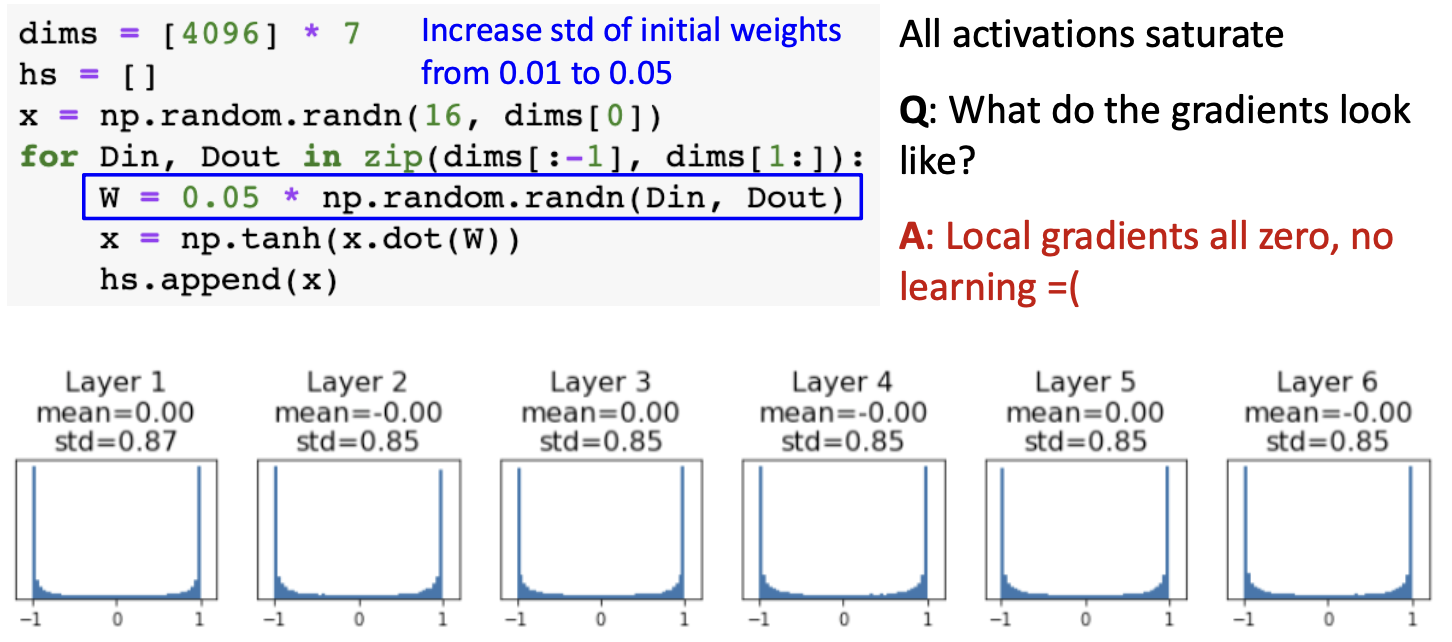 dims = [4096] * 7
hs = []
x = np.random.randn(16, dims[0])
for Din, Dout in zip(dims[:-1], dims[1:]):
    W = 0.05 * np.random.randn(Din, Dout)
    x = np.tanh(x.dot(W))
    hs.append(x)
Increase std of initial weights
from 0.01 to 0.05
All activations saturate
Q: What do the gradients look
like?
A: Local gradients all zero, no
learning =(
Layer 1
mean=0.00
std=0.87
-1 0 1
Layer 2
mean=-0.00
std=0.85
-1 0 1
Layer 3
mean=0.00
std=0.85
-1 0 1
Layer 4
mean=-0.00
std=0.85
-1 0 1
Layer 5
mean=0.00
std=0.85
-1 0 1
Layer 6
mean=-0.00
std=0.85
-1 0 1